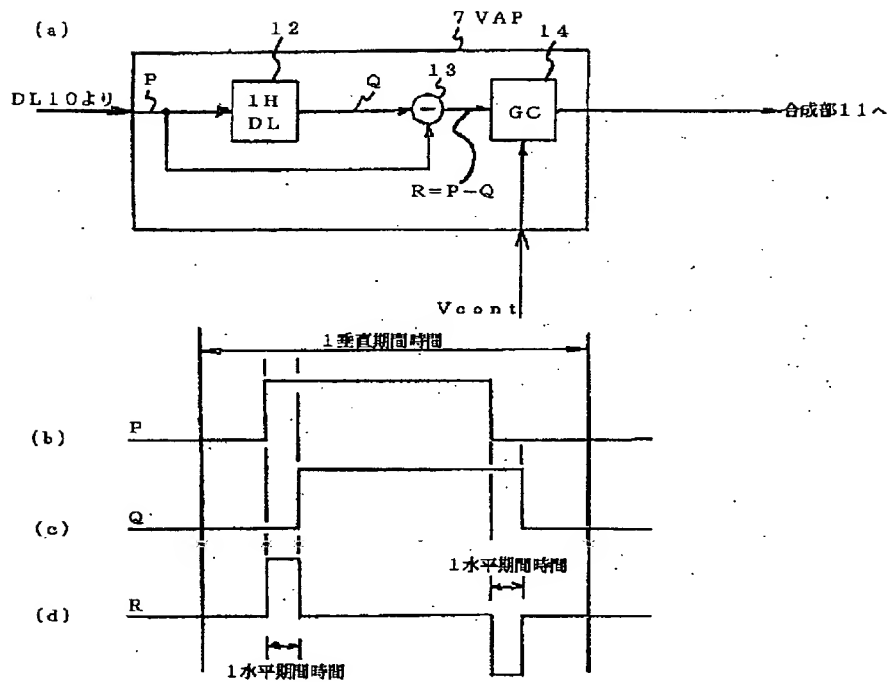 (a)
7 VAP
12
14
13
DL10より
P
1H
DL
Q
−
GC
合成部11へ
R=P−Q
Vcont
1垂直期間時間
(b)
P
(c)
Q
1水平期間時間
(d)
R
1水平期間時間